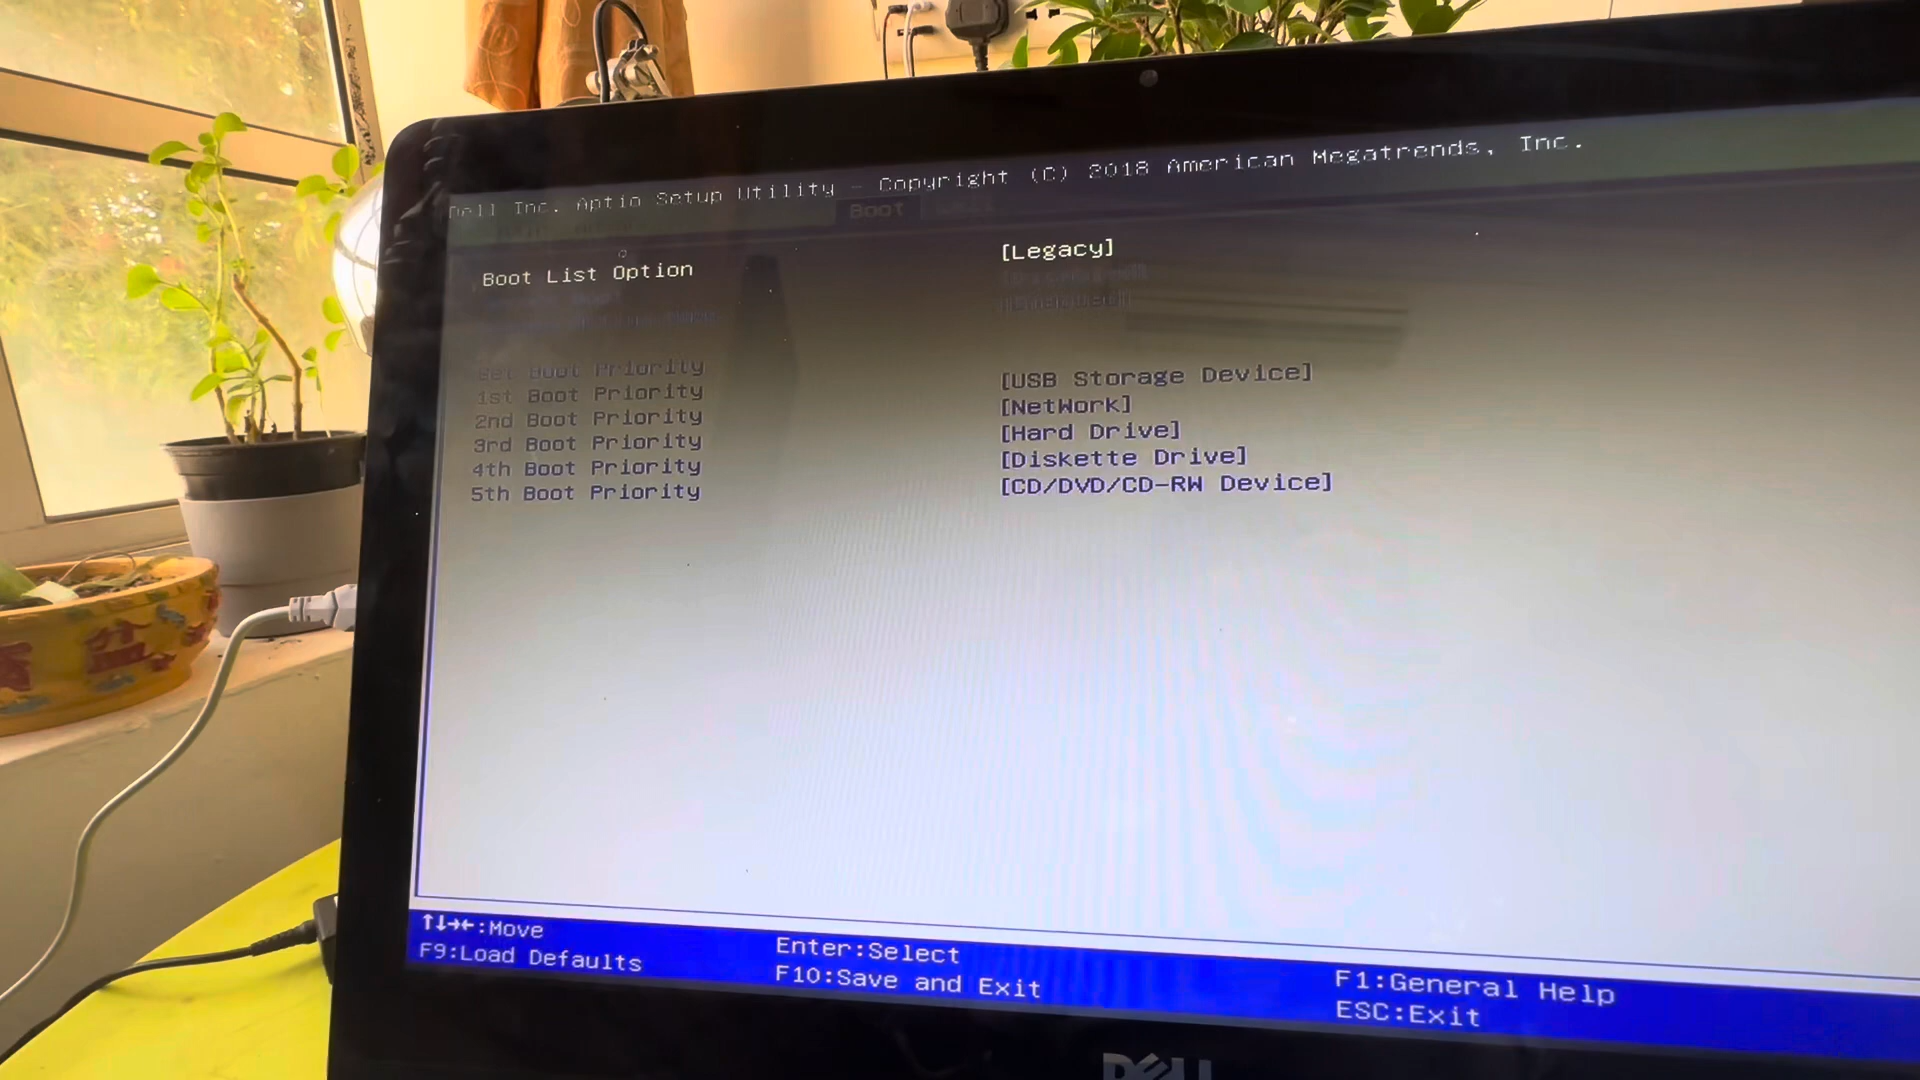 Dell Inc. Aptio Setup Utility - Copyright (C) 2018 American Megatrends, Inc.
Boot
Boot List Option [Legacy]
Set Boot Priority
1st Boot Priority [USB Storage Device]
2nd Boot Priority [NetWork]
3rd Boot Priority [Hard Drive]
4th Boot Priority [Diskette Drive]
5th Boot Priority [CD/DVD/CD-RW Device]
↑↓→←:Move Enter:Select F1:General Help
F9:Load Defaults F10:Save and Exit ESC:Exit
DELL